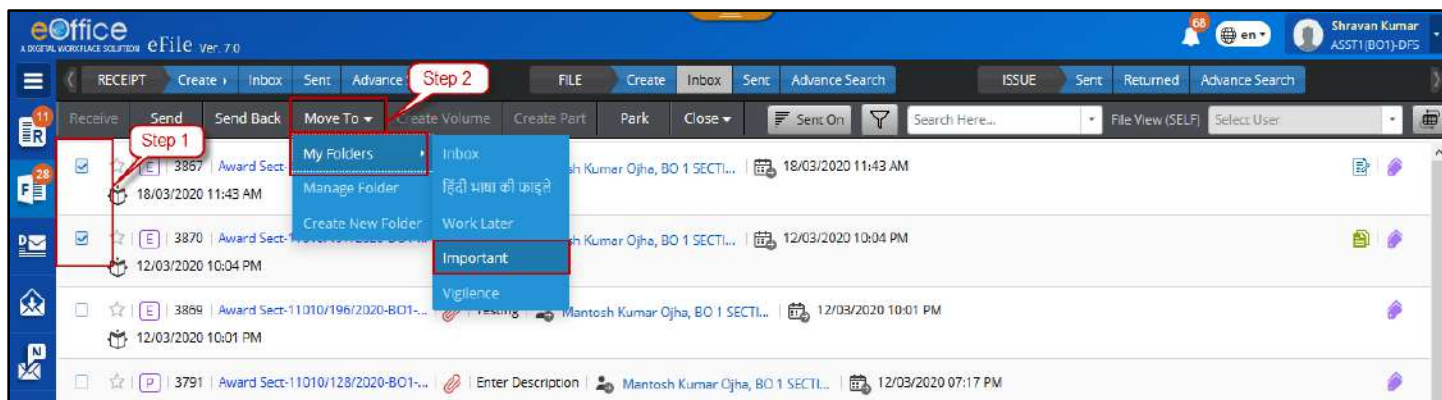 eOffice
A DIGITAL WORKPLACE SOLUTION eFile Ver. 7.0
68 en Shravan Kumar
ASST1(BO1)-DFS
RECEIPT Create Inbox Sent Advance Step 2 FILE Create Inbox Sent Advance Search ISSUE Sent Returned Advance Search
11 R Receive Send Send Back Move To Create Volume Create Part Park Close Sent On Search Here... File View (SELF) Select User
Step 1
My Folders Inbox
E 3867 Award Sect- sh Kumar Ojha, BO 1 SECTI... 18/03/2020 11:43 AM
28 F
18/03/2020 11:43 AM Manage Folder हिंदी भाषा की फाइले
Create New Folder Work Later
D E 3870 Award Sect- sh Kumar Ojha, BO 1 SECTI... 12/03/2020 10:04 PM
12/03/2020 10:04 PM Important
Vigilence
E 3869 Award Sect-11010/196/2020-BO1-... Testing Mantosh Kumar Ojha, BO 1 SECTI... 12/03/2020 10:01 PM
12/03/2020 10:01 PM
N
P 3791 Award Sect-11010/128/2020-BO1-... Enter Description Mantosh Kumar Ojha, BO 1 SECTI... 12/03/2020 07:17 PM